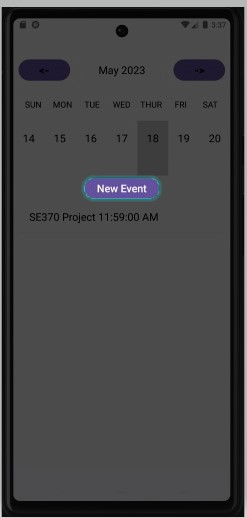 3:37
<- May 2023 ->
SUN MON TUE WED THUR FRI SAT
14 15 16 17 18 19 20
New Event
SE370 Project 11:59:00 AM